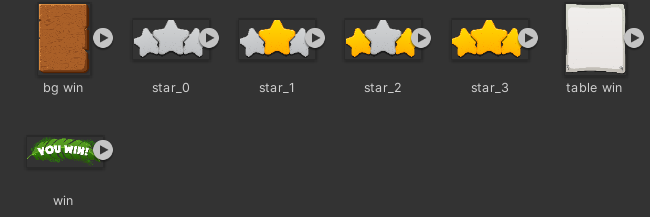 bg win
star_0
star_1
star_2
star_3
table win
YOU WIN!
win